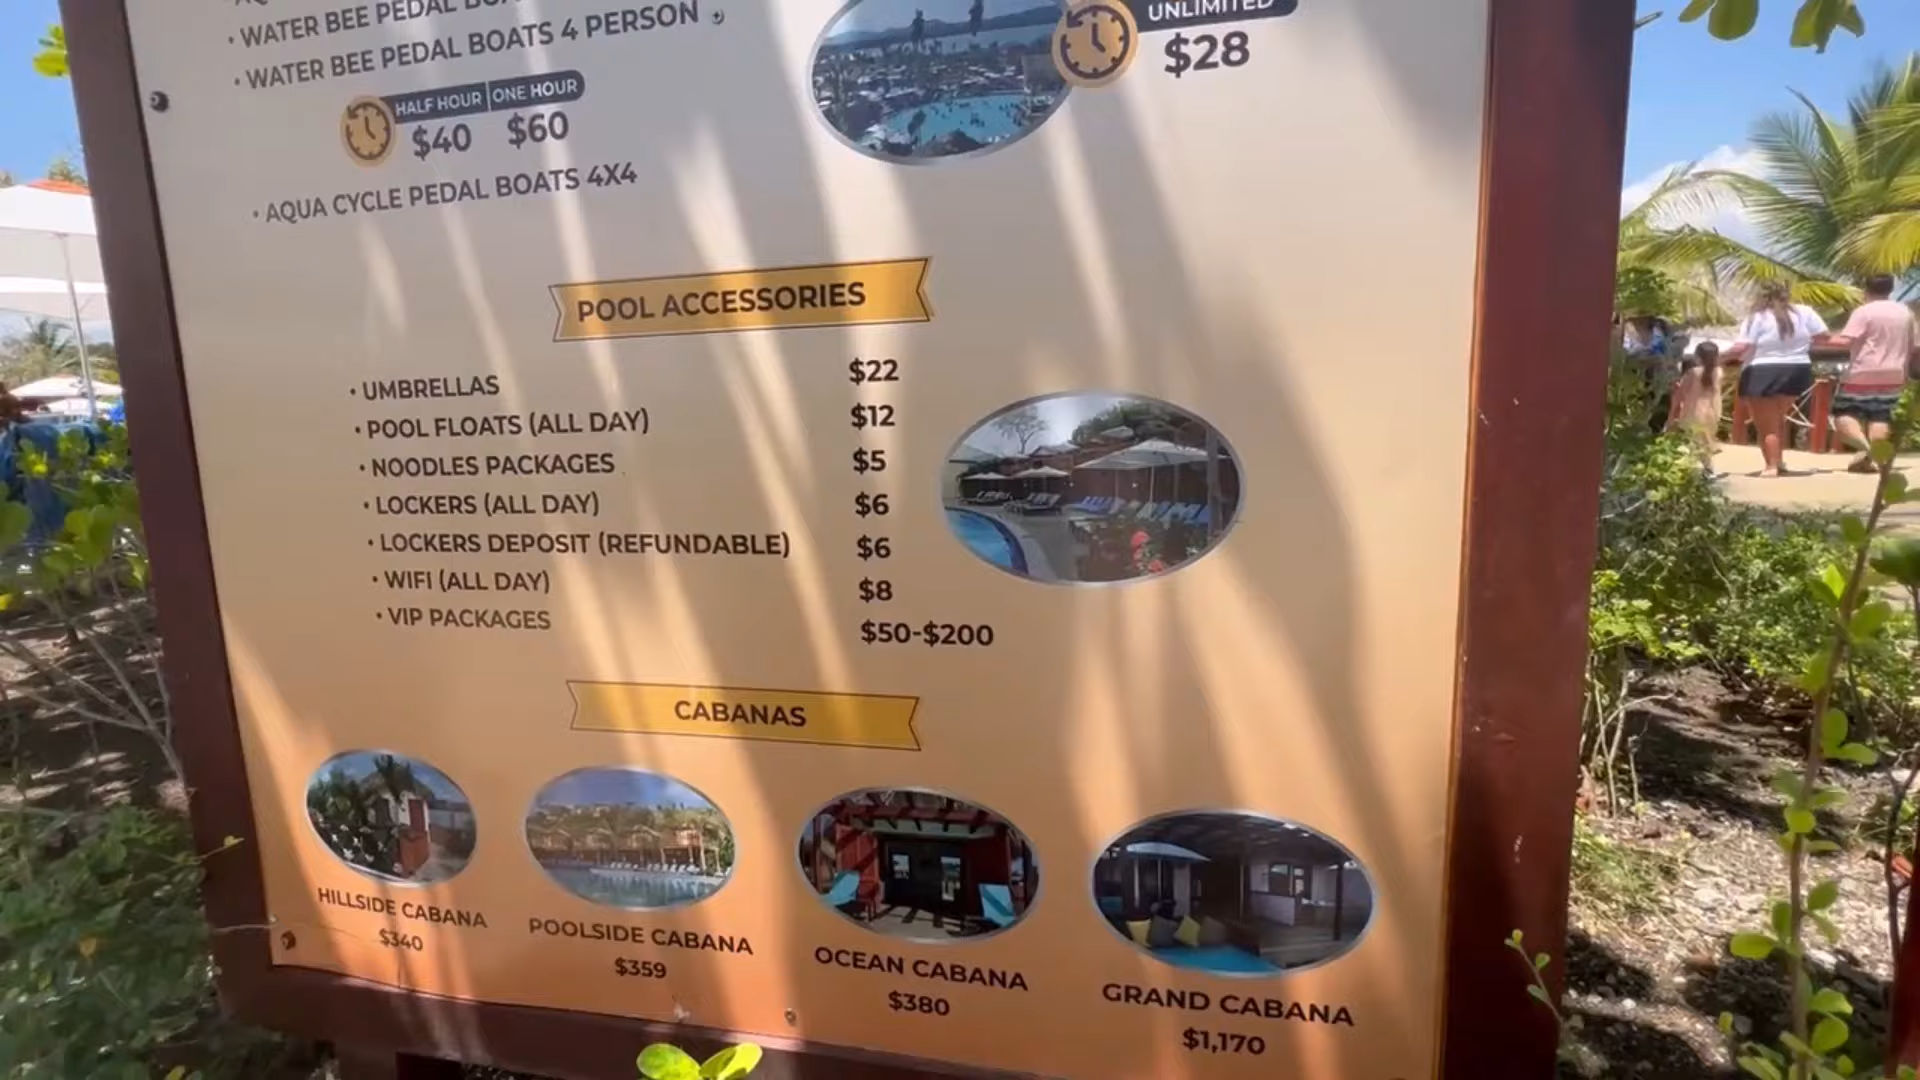 WATER BEE PEDAL
WATER BEE PEDAL BOATS 4 PERSON
HALF HOUR ONE HOUR
$40 $60
AQUA CYCLE PEDAL BOATS 4X4
UNLIMITED
$28
POOL ACCESSORIES
• UMBRELLAS $22
• POOL FLOATS (ALL DAY) $12
• NOODLES PACKAGES $5
• LOCKERS (ALL DAY) $6
• LOCKERS DEPOSIT (REFUNDABLE) $6
• WIFI (ALL DAY) $8
• VIP PACKAGES $50-$200
CABANAS
HILLSIDE CABANA
$340
POOLSIDE CABANA
$359
OCEAN CABANA
$380
GRAND CABANA
$1,170